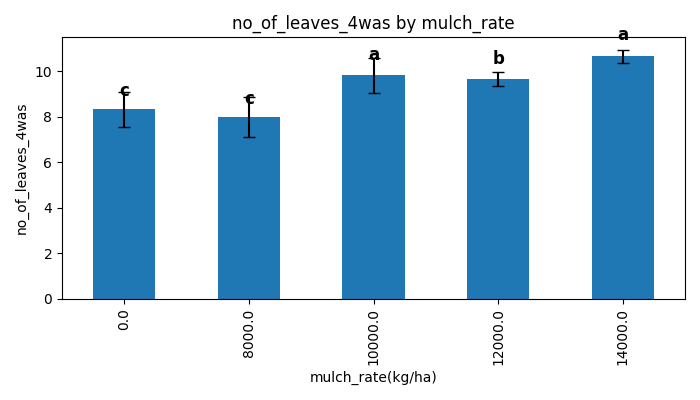 no_of_leaves_4was by mulch_rate
a
c
c
a
b
no_of_leaves_4was
10
8
6
4
2
0
0.0
8000.0
10000.0
12000.0
14000.0
mulch_rate(kg/ha)